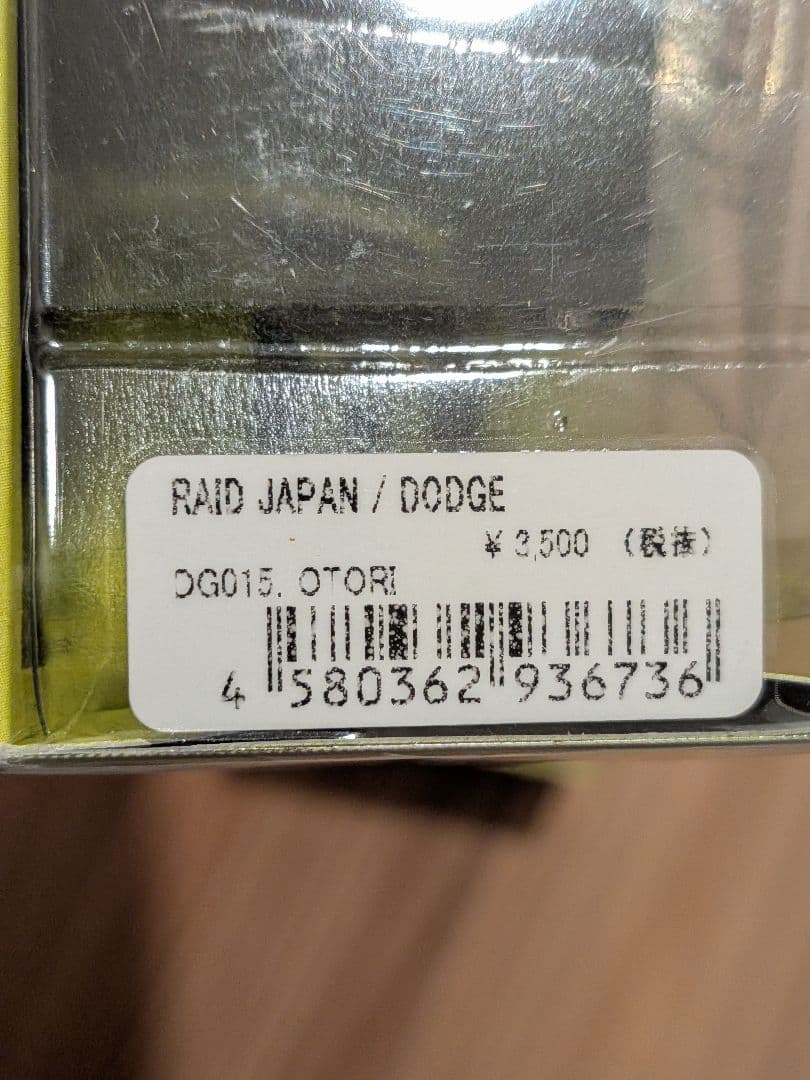 RAID JAPAN / DODGE
¥ 3,500 (税抜)
DG015. OTORI
4 580362 936736